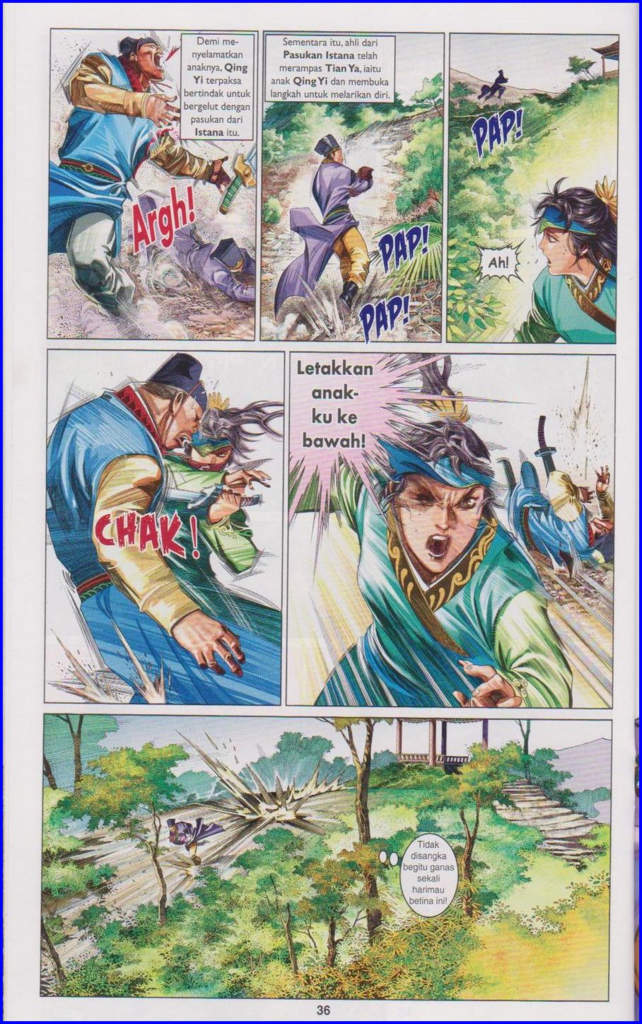 Demi me-
nyelamatkan
anaknya, Qing
Yi terpaksa
bertindak untuk
bergelut dengan
pasukan dari
Istana itu.
Argh!
Sementara itu, ahli dari
Pasukan Istana telah
merampas Tian Ya, iaitu
anak Qing Yi dan membuka
langkah untuk melarikan diri.
PAP!
PAP!
PAP!
Ah!
CHAK!
Letakkan
anak-
ku ke
bawah!
Tidak
disangka
begitu ganas
sekali
harimau
betina ini!
36